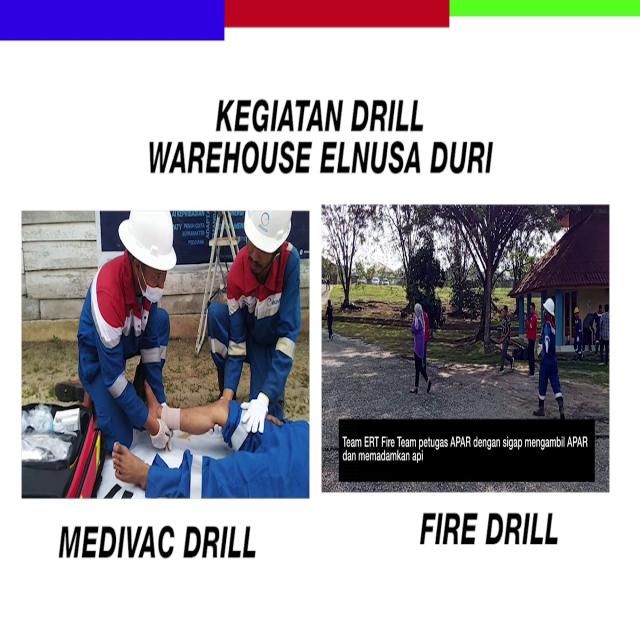 KEGIATAN DRILL
WAREHOUSE ELNUSA DURI
Team ERT Fire Team petugas APAR dengan sigap mengambil APAR
dan memadamkan api
MEDIVAC DRILL
FIRE DRILL